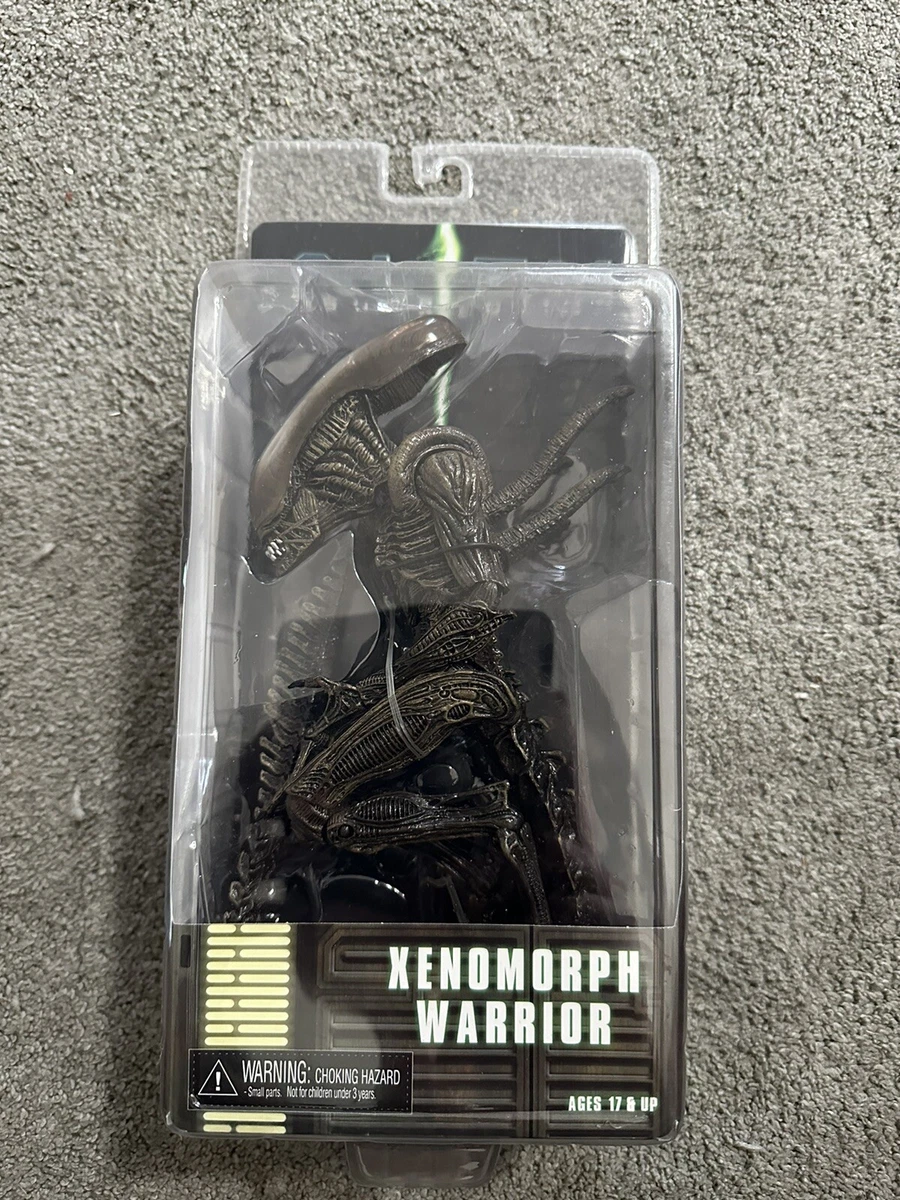 XENOMORPH
WARRIOR
WARNING: CHOKING HAZARD
- Small parts. Not for children under 3 years.
AGES 17 & UP